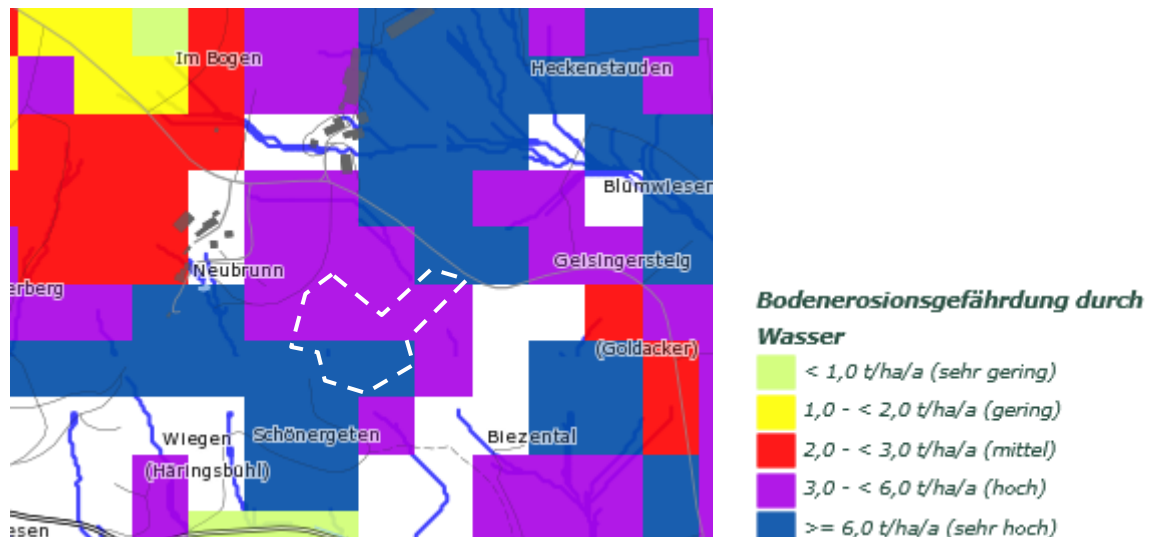 Im Bogen
Heckenstauden
Blumwiesen
Geisingersteig
Neubrunn
erberg
(Goldacker)
Wiegen
Schönergeten
Biezental
(Häringsbühl)
esen
Bodenerosionsgefährdung durch
Wasser
< 1,0 t/ha/a (sehr gering)
1,0 - < 2,0 t/ha/a (gering)
2,0 - < 3,0 t/ha/a (mittel)
3,0 - < 6,0 t/ha/a (hoch)
>= 6,0 t/ha/a (sehr hoch)